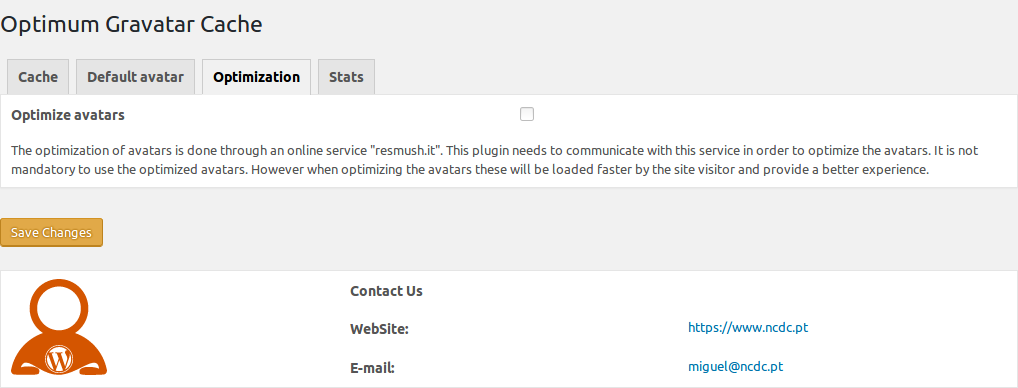 Optimum Gravatar Cache
Cache Default avatar Optimization Stats
Optimize avatars
The optimization of avatars is done through an online service "resmush.it". This plugin needs to communicate with this service in order to optimize the avatars. It is not
mandatory to use the optimized avatars. However when optimizing the avatars these will be loaded faster by the site visitor and provide a better experience.
Save Changes
Contact Us
WebSite: https://www.ncdc.pt
E-mail: miguel@ncdc.pt